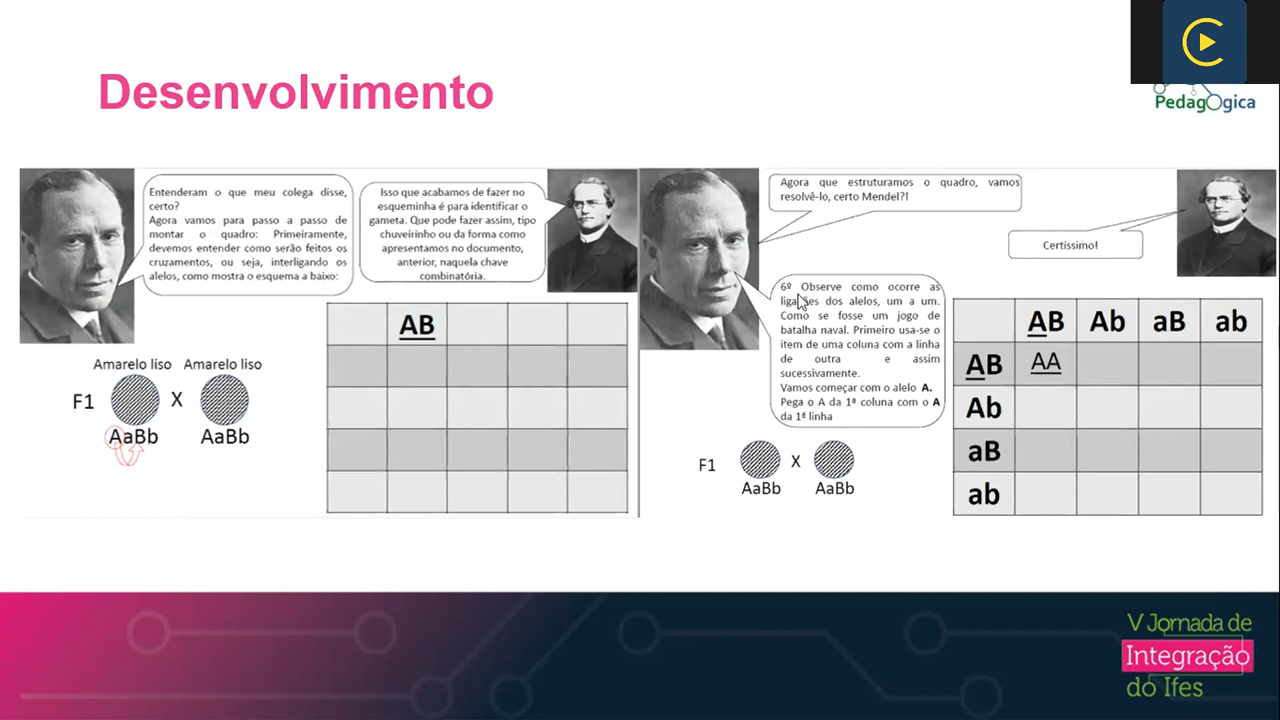 Desenvolvimento
PedagOgica
Entenderam o que meu colega disse,
certo?
Agora vamos para passo a passo de
montar o quadro: Primeiramente,
devemos entender como serão feitos os
cruzamentos, ou seja, interligando os
alelos, como mostra o esquema a baixo:
Isso que acabamos de fazer no
esqueminha é para identificar o
gameta. Que pode fazer assim, tipo
chuveirinho ou da forma como
apresentamos no documento,
anterior, naquela chave
combinatória.
AB
Amarelo liso Amarelo liso
F1 X
AaBb AaBb
Agora que estruturamos o quadro, vamos
resolvê-lo, certo Mendel?!
Certíssimo!
6º Observe como ocorre as
ligações dos alelos, um a um.
Como se fosse um jogo de
batalha naval. Primeiro usa-se o
item de uma coluna com a linha
de outra e assim
sucessivamente.
Vamos começar com o alelo A.
Pega o A da 1ª coluna com o A
da 1ª linha
F1 X
AaBb AaBb
AB Ab aB ab
AB AA
Ab
aB
ab
V Jornada de
Integração
do Ifes